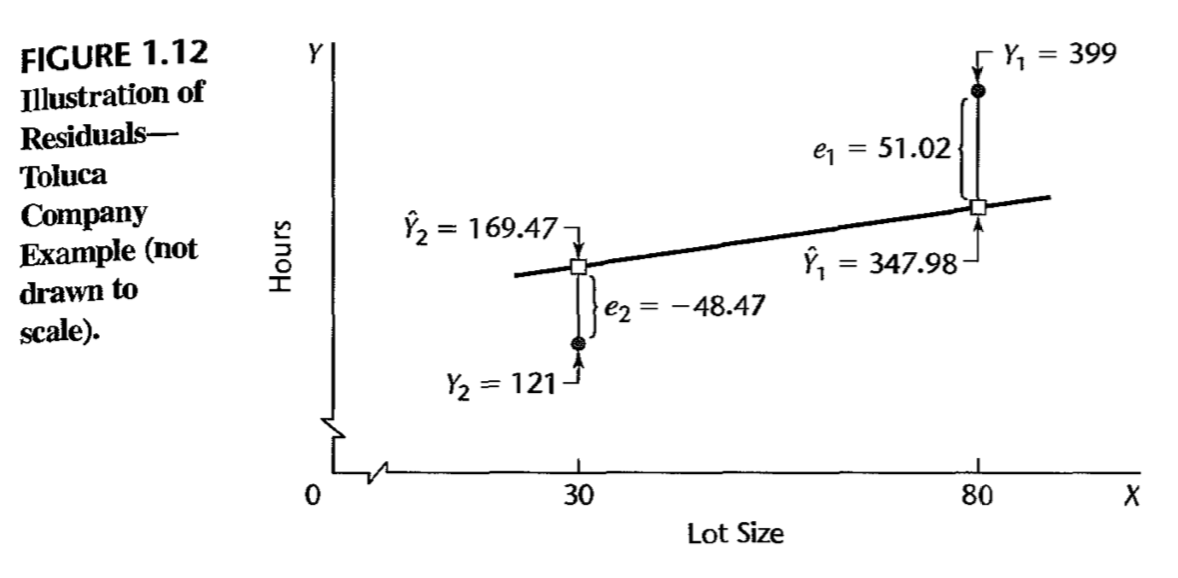 FIGURE 1.12
Illustration of
Residuals—
Toluca
Company
Example (not
drawn to
scale).
Y
Y₁ = 399
e₁ = 51.02
Ŷ₂ = 169.47
Ŷ₁ = 347.98
Hours
e₂ = −48.47
Y₂ = 121
0
30
80
X
Lot Size